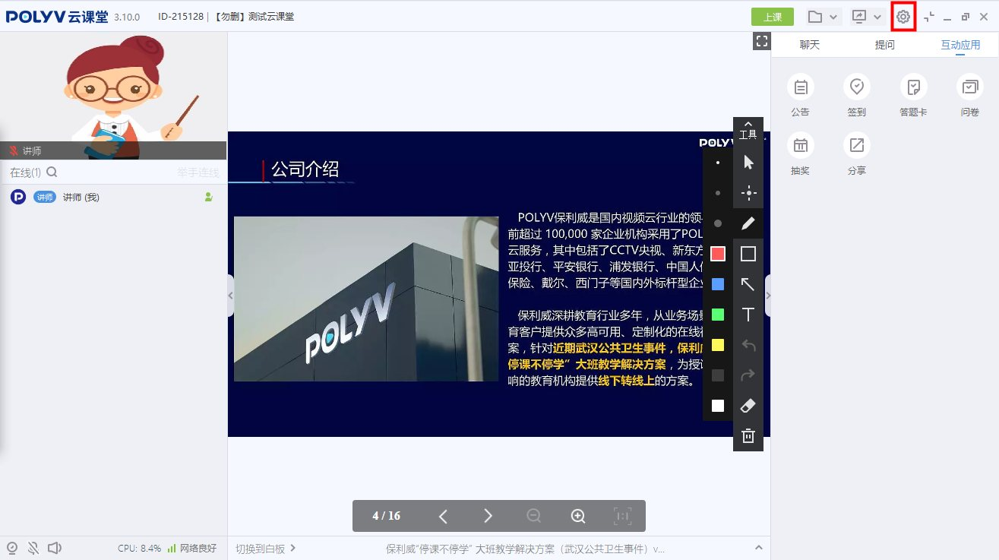 POLYV云课堂 3.10.0 ID-215128 | 【勿删】测试云课堂
上课
聊天 提问 互动应用
公告 签到 答题卡 问卷
抽奖 分享
讲师
在线(1) 举手连线
讲师 讲师 (我)
POLYV
工具
公司介绍
POLYV
POLYV保利威是国内视频云行业的领
前超过 100,000 家企业机构采用了POL
云服务，其中包括了CCTV央视、新东方
亚投行、平安银行、浦发银行、中国人
保险、戴尔、西门子等国内外标杆型企业
保利威深耕教育行业多年，从业务场景
育客户提供众多高可用、定制化的在线
案，针对近期武汉公共卫生事件，保利
停课不停学”大班教学解决方案，为授
响的教育机构提供线下转线上的方案。
T
4 / 16
1:1
CPU: 8.4% 网络良好
切换到白板 保利威“停课不停学” 大班教学解决方案（武汉公共卫生事件）v...